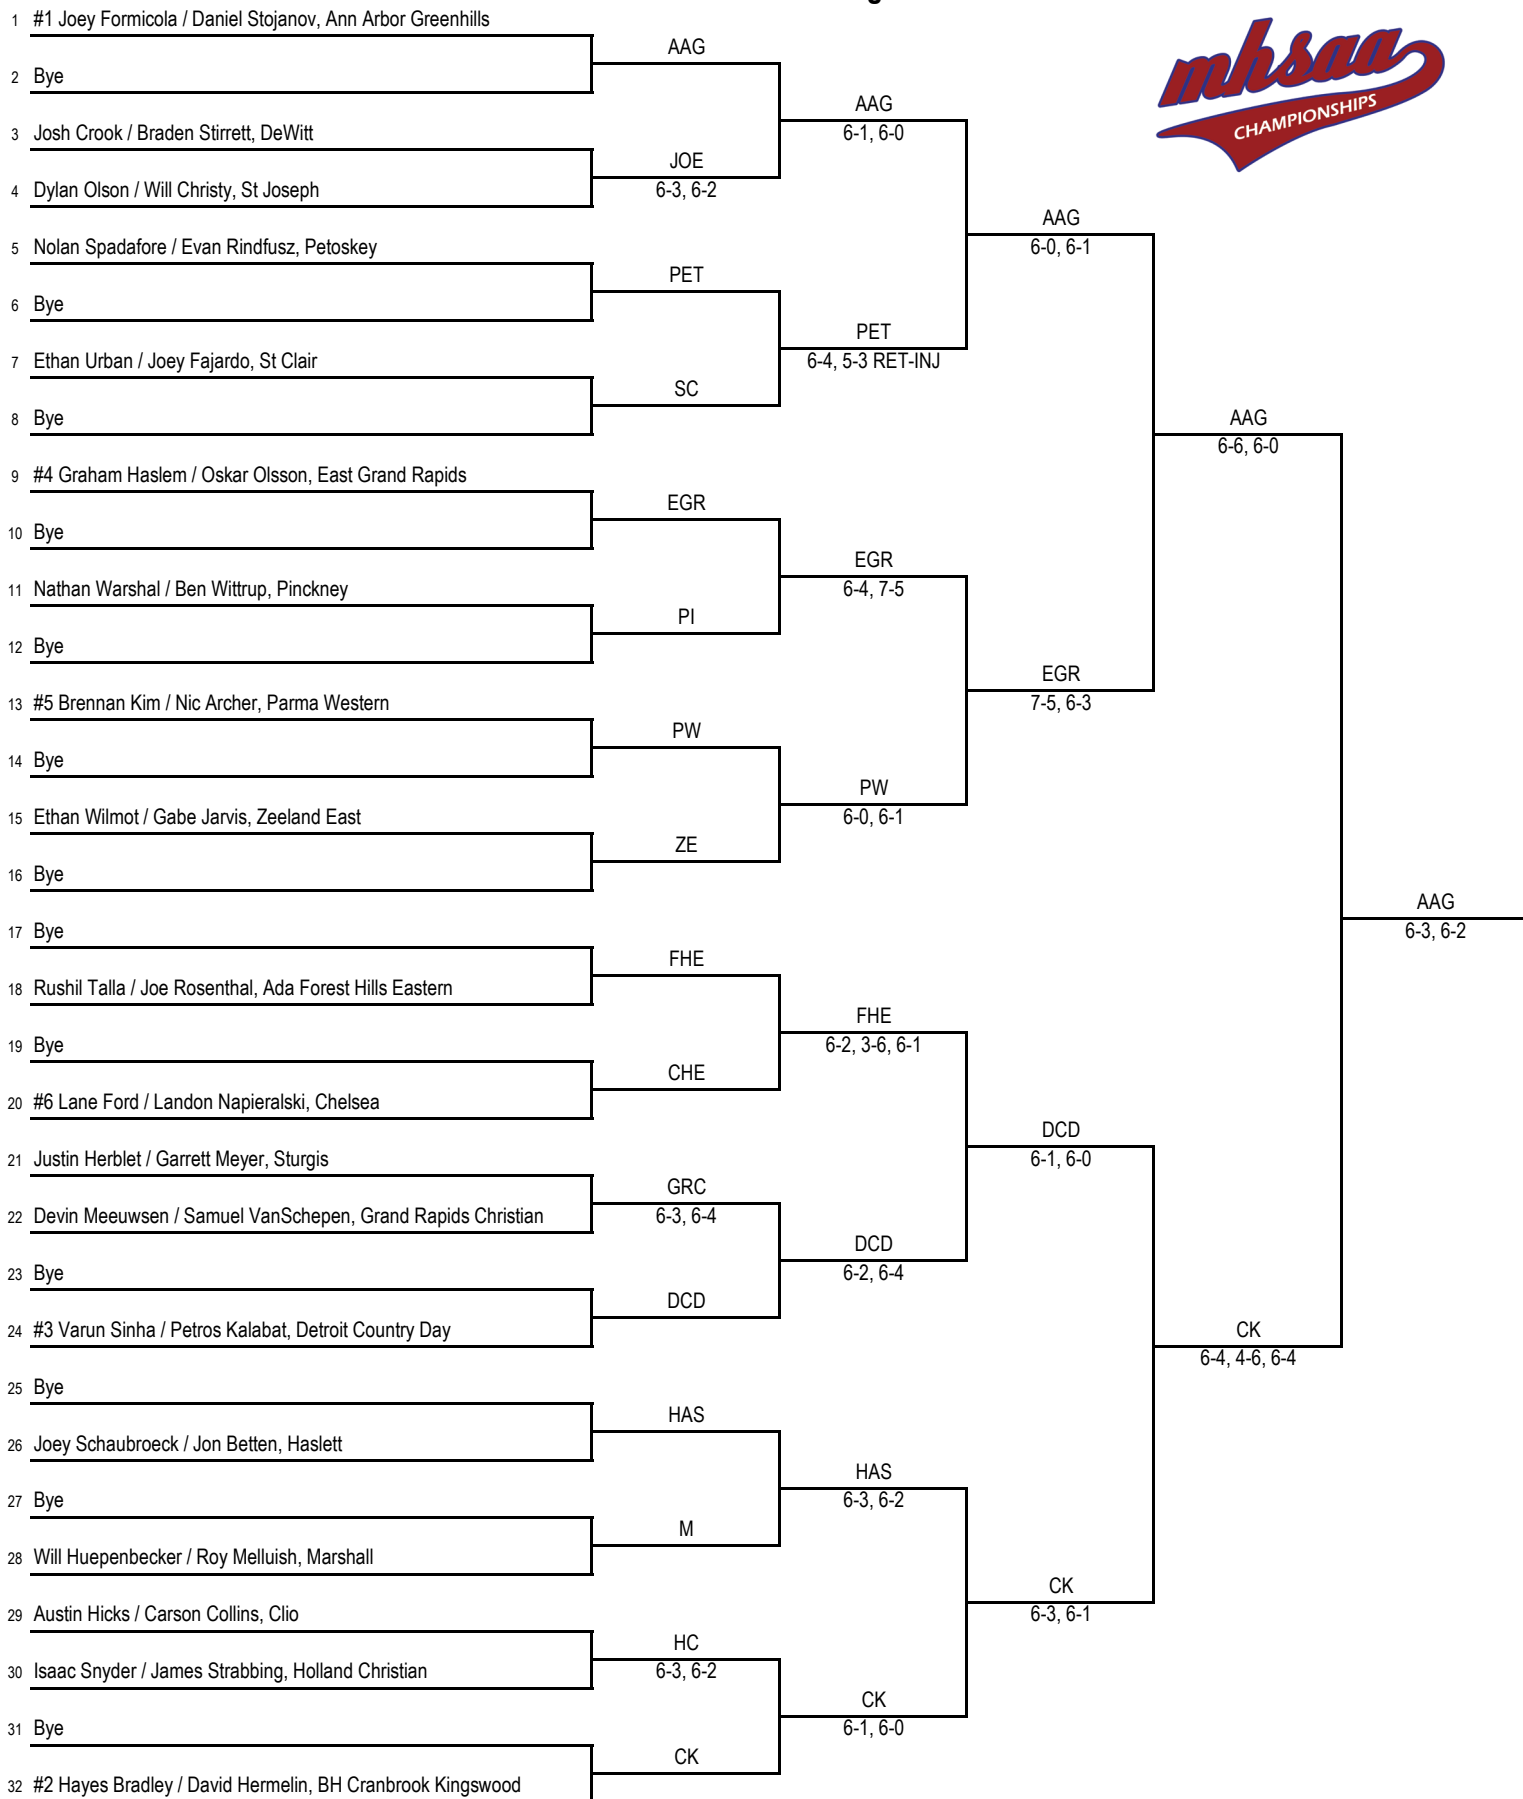 1 #1 Joey Formicola / Daniel Stojanov, Ann Arbor Greenhills
AAG
2 Bye
AAG
6-1, 6-0
mhsaa
CHAMPIONSHIPS
3 Josh Crook / Braden Stirrett, DeWitt
JOE
6-3, 6-2
4 Dylan Olson / Will Christy, St Joseph
AAG
6-0, 6-1
5 Nolan Spadafore / Evan Rindfusz, Petoskey
PET
6 Bye
PET
6-4, 5-3 RET-INJ
7 Ethan Urban / Joey Fajardo, St Clair
SC
8 Bye
AAG
6-6, 6-0
9 #4 Graham Haslem / Oskar Olsson, East Grand Rapids
EGR
10 Bye
EGR
6-4, 7-5
11 Nathan Warshal / Ben Wittrup, Pinckney
PI
12 Bye
EGR
7-5, 6-3
13 #5 Brennan Kim / Nic Archer, Parma Western
PW
14 Bye
PW
6-0, 6-1
15 Ethan Wilmot / Gabe Jarvis, Zeeland East
ZE
16 Bye
AAG
6-3, 6-2
17 Bye
FHE
18 Rushil Talla / Joe Rosenthal, Ada Forest Hills Eastern
FHE
6-2, 3-6, 6-1
19 Bye
CHE
20 #6 Lane Ford / Landon Napieralski, Chelsea
DCD
6-1, 6-0
21 Justin Herblet / Garrett Meyer, Sturgis
GRC
6-3, 6-4
22 Devin Meeuwsen / Samuel VanSchepen, Grand Rapids Christian
DCD
6-2, 6-4
23 Bye
DCD
24 #3 Varun Sinha / Petros Kalabat, Detroit Country Day
CK
6-4, 4-6, 6-4
25 Bye
HAS
26 Joey Schaubroeck / Jon Betten, Haslett
HAS
6-3, 6-2
27 Bye
M
28 Will Huepenbecker / Roy Melluish, Marshall
CK
6-3, 6-1
29 Austin Hicks / Carson Collins, Clio
HC
6-3, 6-2
30 Isaac Snyder / James Strabbing, Holland Christian
CK
6-1, 6-0
31 Bye
CK
32 #2 Hayes Bradley / David Hermelin, BH Cranbrook Kingswood